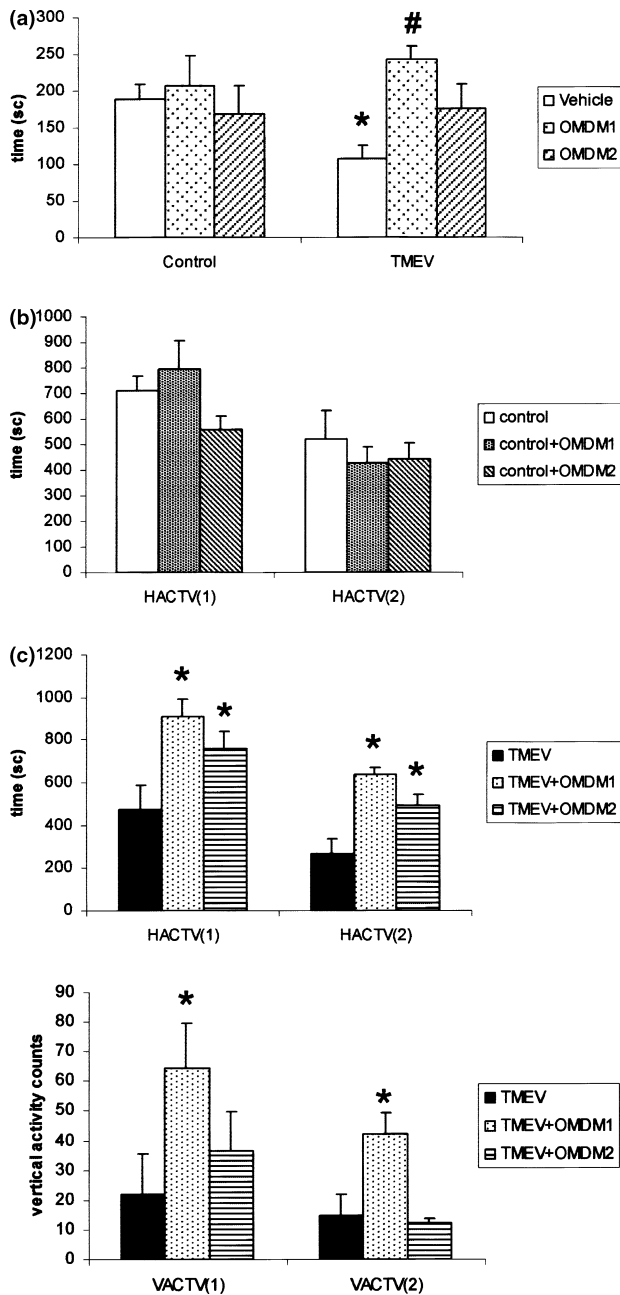 (a)
300
250
200
150
100
50
0
time (sc)
*
#
Control
TMEV
Vehicle
OMDM1
OMDM2
(b)
1000
900
800
700
600
500
400
300
200
100
0
time (sc)
HACTV(1)
HACTV(2)
control
control+OMDM1
control+OMDM2
(c)
1200
1000
800
600
400
200
0
time (sc)
*
*
*
*
HACTV(1)
HACTV(2)
TMEV
TMEV+OMDM1
TMEV+OMDM2
90
80
70
60
50
40
30
20
10
0
vertical activity counts
*
*
VACTV(1)
VACTV(2)
TMEV
TMEV+OMDM1
TMEV+OMDM2